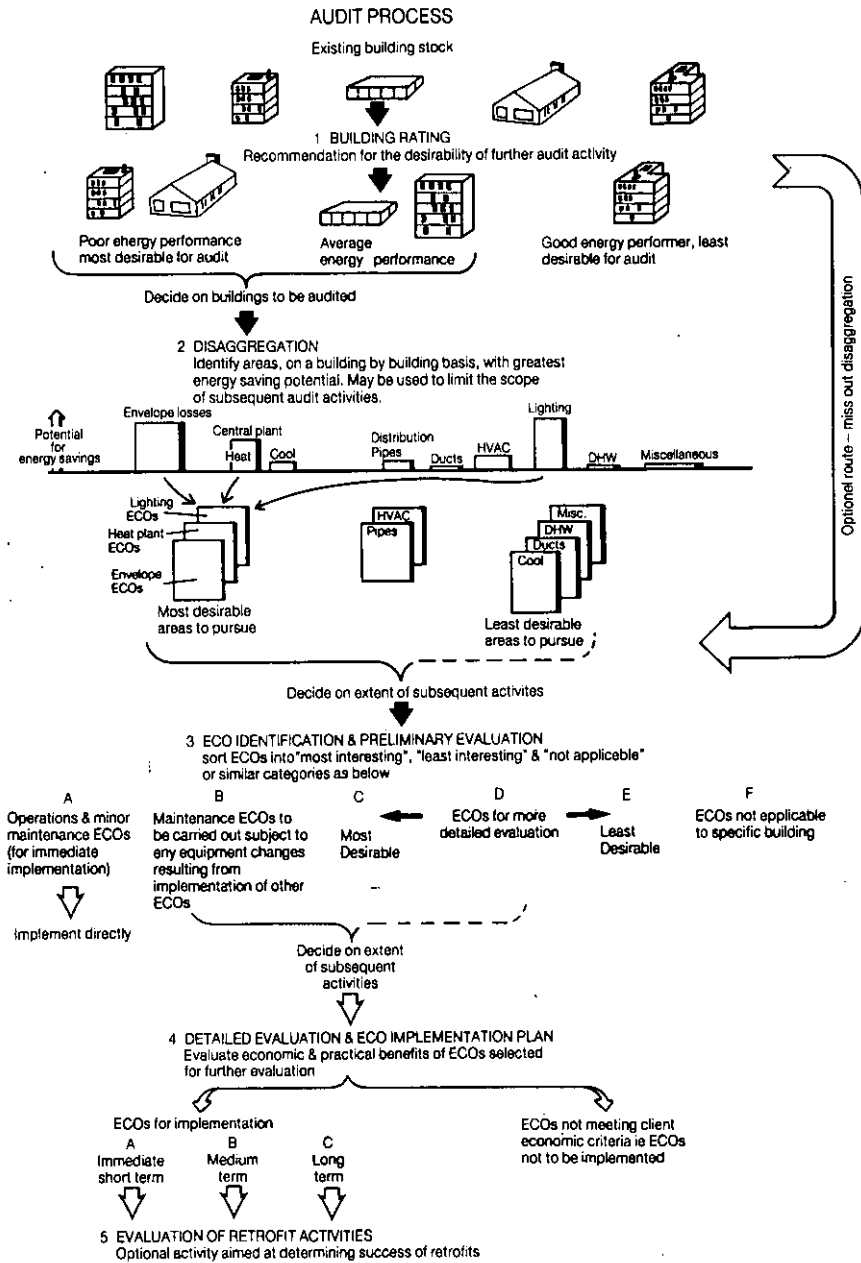 AUDIT PROCESS
Existing building stock
1 BUILDING RATING
Recommendation for the desirability of further audit activity
Poor ehergy performance
most desirable for audit
Average
energy performance
Good energy performer, least
desirable for audit
Decide on buildings to be audited
Optionel route – miss out disaggregation
2 DISAGGREGATION
Identify areas, on a building by building basis, with greatest
energy saving potential. May be used to limit the scope
of subsequent audit activities.
Potential
for
energy savings
Envelope losses
Central plant
Heat
Cool
Distribution
Pipes
Ducts
HVAC
Lighting
DHW
Miscellaneous
Lighting
ECOs
Heat plant
ECOs
Envelope
ECOs
HVAC
Pipes
Misc.
DHW
Ducts
Cool
Most desirable
areas to pursue
Least desirable
areas to pursue
Decide on extent of subsequent activites
3 ECO IDENTIFICATION & PRELIMINARY EVALUATION
sort ECOs into "most interesting", "least interesting" & "not appliceble"
or similar categories as below
A
Operations & minor
maintenance ECOs
(for immediate
implementation)
Implement directly
B
Maintenance ECOs to
be carried out subject to
eny equipment changes
resulting from
implementation of other
ECOs
C
Most
Desirable
D
ECOs for more
detailed evaluation
E
Least
Desirable
F
ECOs not applicable
to specific building
Decide on extent
of subsequent
activities
4 DETAILED EVALUATION & ECO IMPLEMENTATION PLAN
Evaluate economic & practical benefits of ECOs selected
for further evaluation
ECOs for implementation
A
Immediate
short term
B
Medium
term
C
Long
term
ECOs not meeting client
economic criteria ie ECOs
not to be implemented
5 EVALUATION OF RETROFIT ACTIVITIES
Optional activity aimed at determining success of retrofits